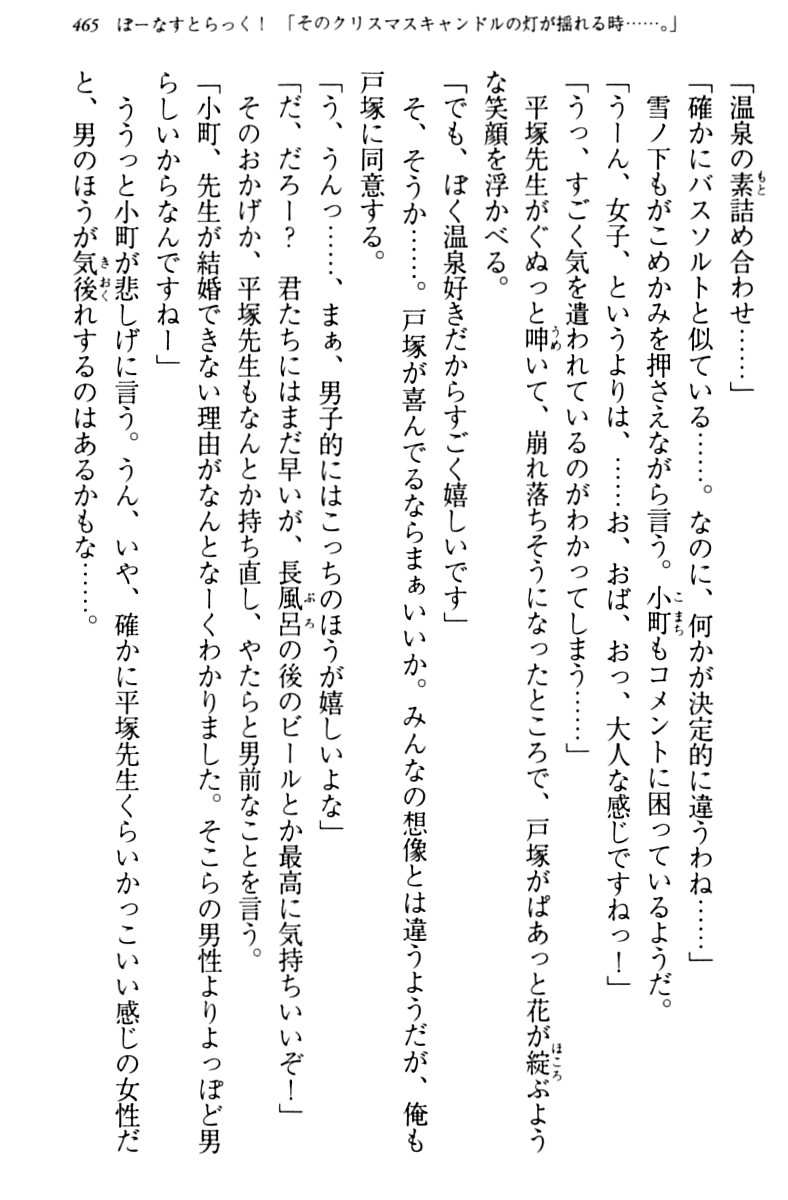 465 ぼーなすとらっく！ 「そのクリスマスキャンドルの灯が揺れる時……。」
「温泉の素詰め合わせ……」
「確かにバスソルトと似ている……。なのに、何かが決定的に違うわね……」
雪ノ下もがこめかみを押さえながら言う。小町もコメントに困っているようだ。
「うーん、女子、というよりは、……お、おば、おっ、大人な感じですねっ！」
「うっ、すごく気を遣われているのがわかってしまう……」
平塚先生がぐぬっと呻いて、崩れ落ちそうになったところで、戸塚がぱあっと花が綻ぶよう
な笑顔を浮かべる。
「でも、ぼく温泉好きだからすごく嬉しいです」
そ、そうか……。戸塚が喜んでるならまぁいいか。みんなの想像とは違うようだが、俺も
戸塚に同意する。
「う、うんっ……、まぁ、男子的にはこっちのほうが嬉しいよな」
「だ、だろー？　君たちにはまだ早いが、長風呂の後のビールとか最高に気持ちいいぞ！」
そのおかげか、平塚先生もなんとか持ち直し、やたらと男前なことを言う。
「小町、先生が結婚できない理由がなんとなーくわかりました。そこらの男性よりよっぽど男
らしいからなんですねー」
ううっと小町が悲しげに言う。うん、いや、確かに平塚先生くらいかっこいい感じの女性だ
と、男のほうが気後れするのはあるかもな……。